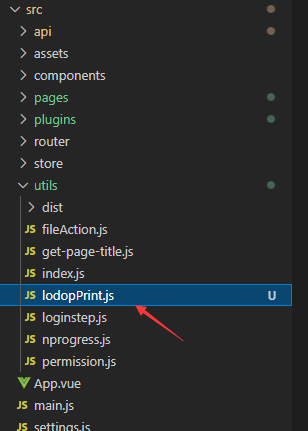 src
api
assets
components
pages
plugins
router
store
utils
dist
JS fileAction.js
JS get-page-title.js
JS index.js
JS lodopPrint.js U
JS loginstep.js
JS nprogress.js
JS permission.js
App.vue
JS main.js
JS settings.js